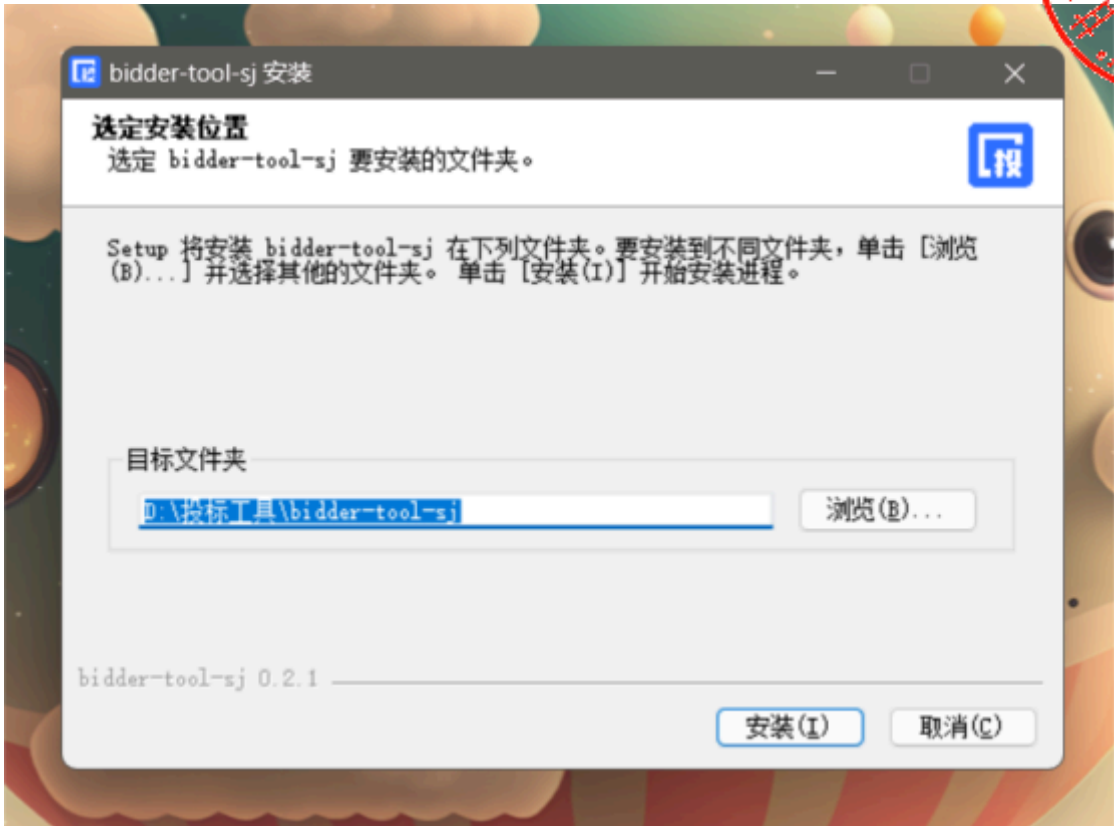 bidder-tool-sj 安装
选定安装位置
选定 bidder-tool-sj 要安装的文件夹。
投
Setup 将安装 bidder-tool-sj 在下列文件夹。要安装到不同文件夹，单击 [浏览
(B)...] 并选择其他的文件夹。 单击 [安装(I)] 开始安装进程。
目标文件夹
D:\投标工具\bidder-tool-sj
浏览(B)...
bidder-tool-sj 0.2.1
安装(I)
取消(C)